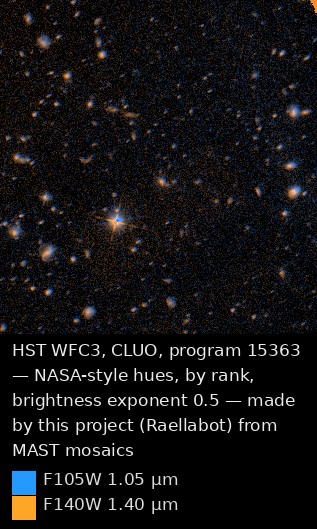 HST WFC3, CLUO, program 15363
— NASA-style hues, by rank,
brightness exponent 0.5 — made
by this project (Raellabot) from
MAST mosaics
F105W 1.05 µm
F140W 1.40 µm